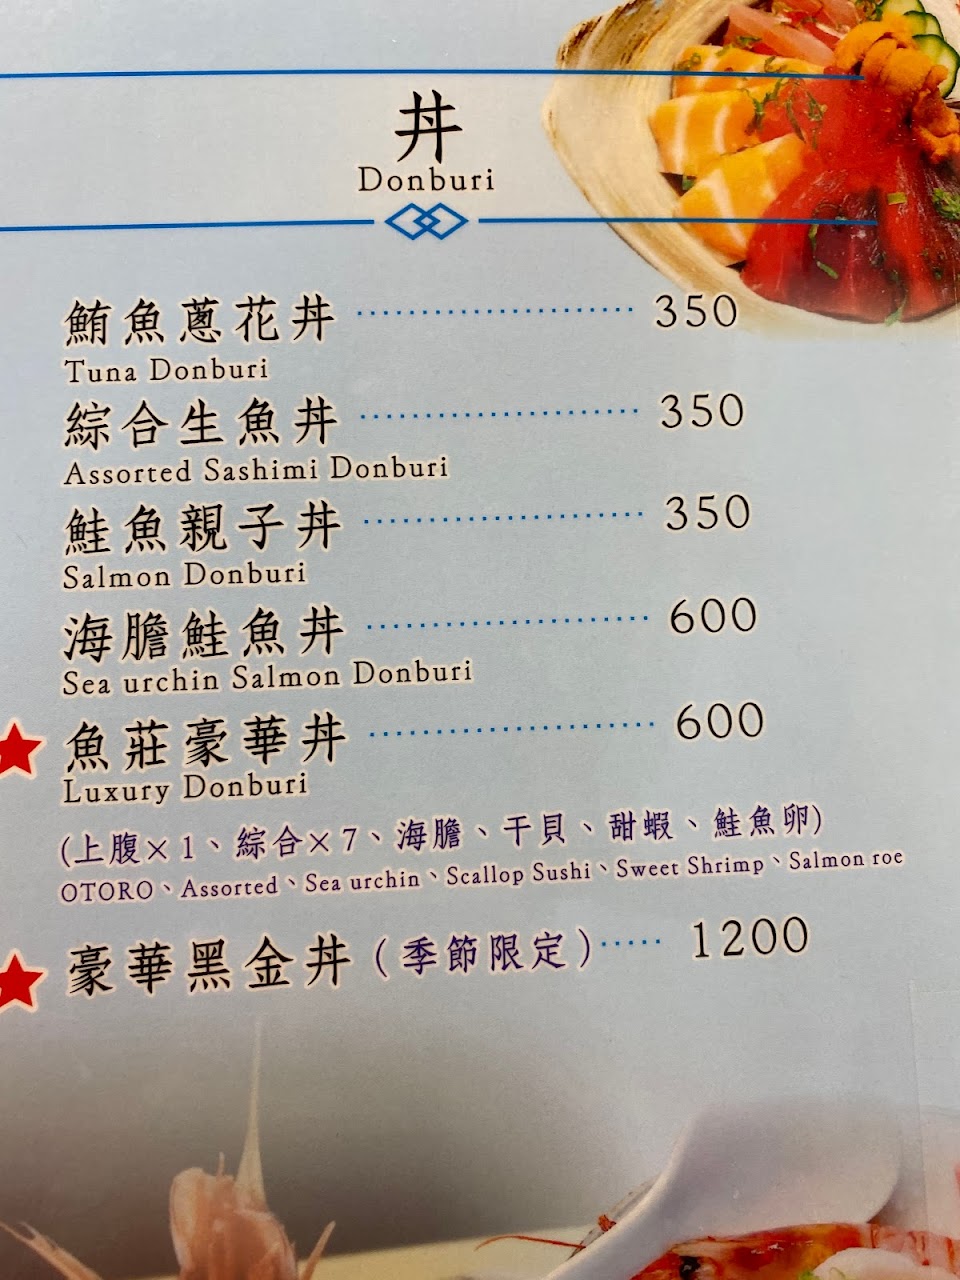 丼
Donburi
鮪魚蔥花丼 350
Tuna Donburi
綜合生魚丼 350
Assorted Sashimi Donburi
鮭魚親子丼 350
Salmon Donburi
海膽鮭魚丼 600
Sea urchin Salmon Donburi
魚莊豪華丼 600
Luxury Donburi
(上腹×1、綜合×7、海膽、干貝、甜蝦、鮭魚卵)
OTORO、Assorted、Sea urchin、Scallop Sushi、Sweet Shrimp、Salmon roe
豪華黑金丼(季節限定) 1200